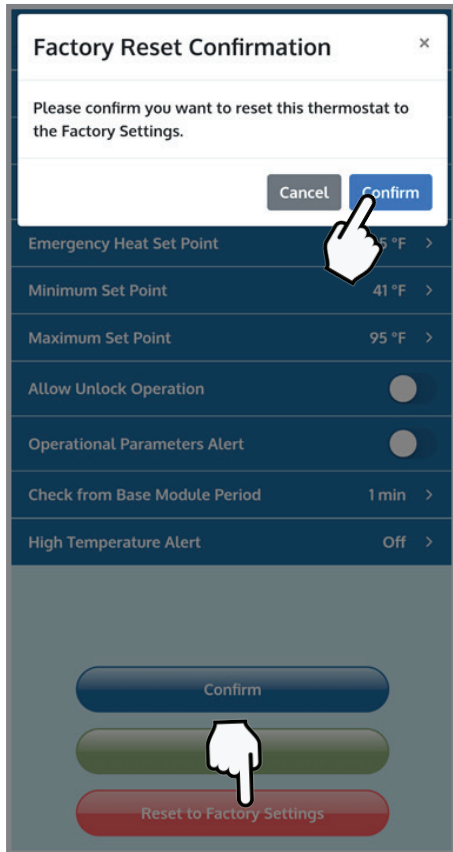 Factory Reset Confirmation ×
Please confirm you want to reset this thermostat to
the Factory Settings.
Cancel Confirm
Emergency Heat Set Point 5 °F >
Minimum Set Point 41 °F >
Maximum Set Point 95 °F >
Allow Unlock Operation
Operational Parameters Alert
Check from Base Module Period 1 min >
High Temperature Alert Off >
Confirm
Reset to Factory Settings